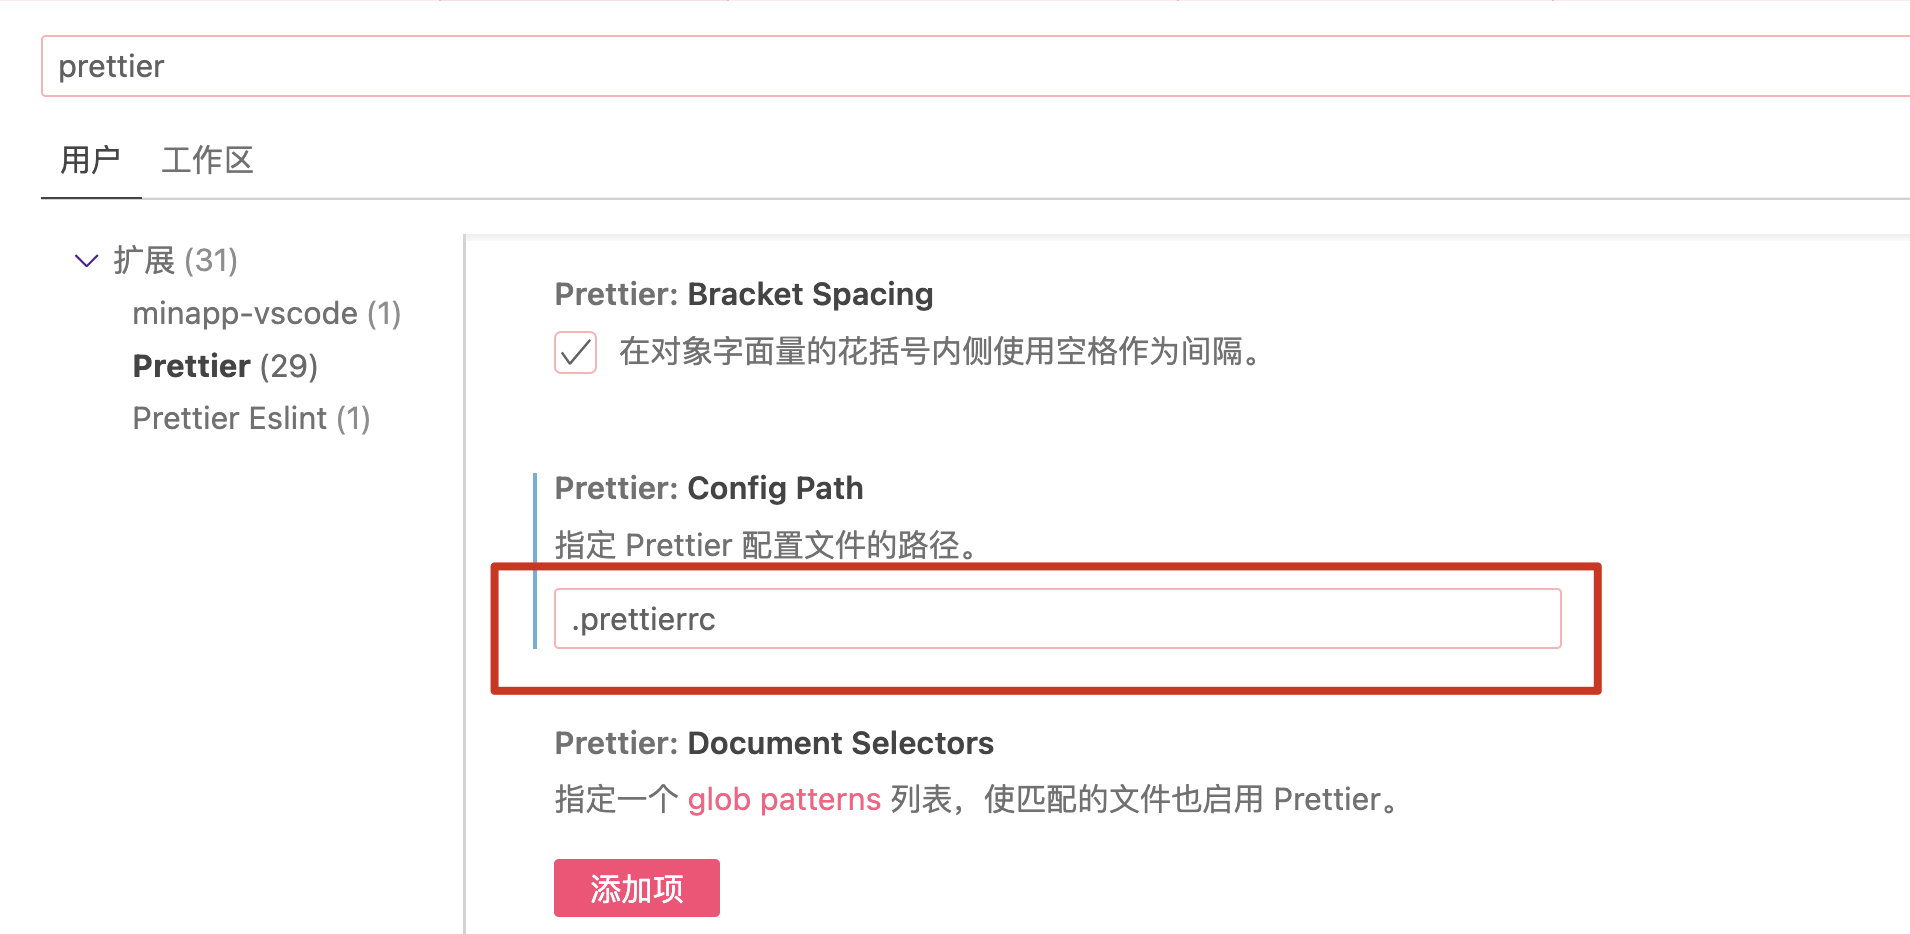 prettier
用户 工作区
扩展 (31)
minapp-vscode (1)
Prettier (29)
Prettier Eslint (1)
Prettier: Bracket Spacing
在对象字面量的花括号内侧使用空格作为间隔。
Prettier: Config Path
指定 Prettier 配置文件的路径。
.prettierrc
Prettier: Document Selectors
指定一个 glob patterns 列表，使匹配的文件也启用 Prettier。
添加项